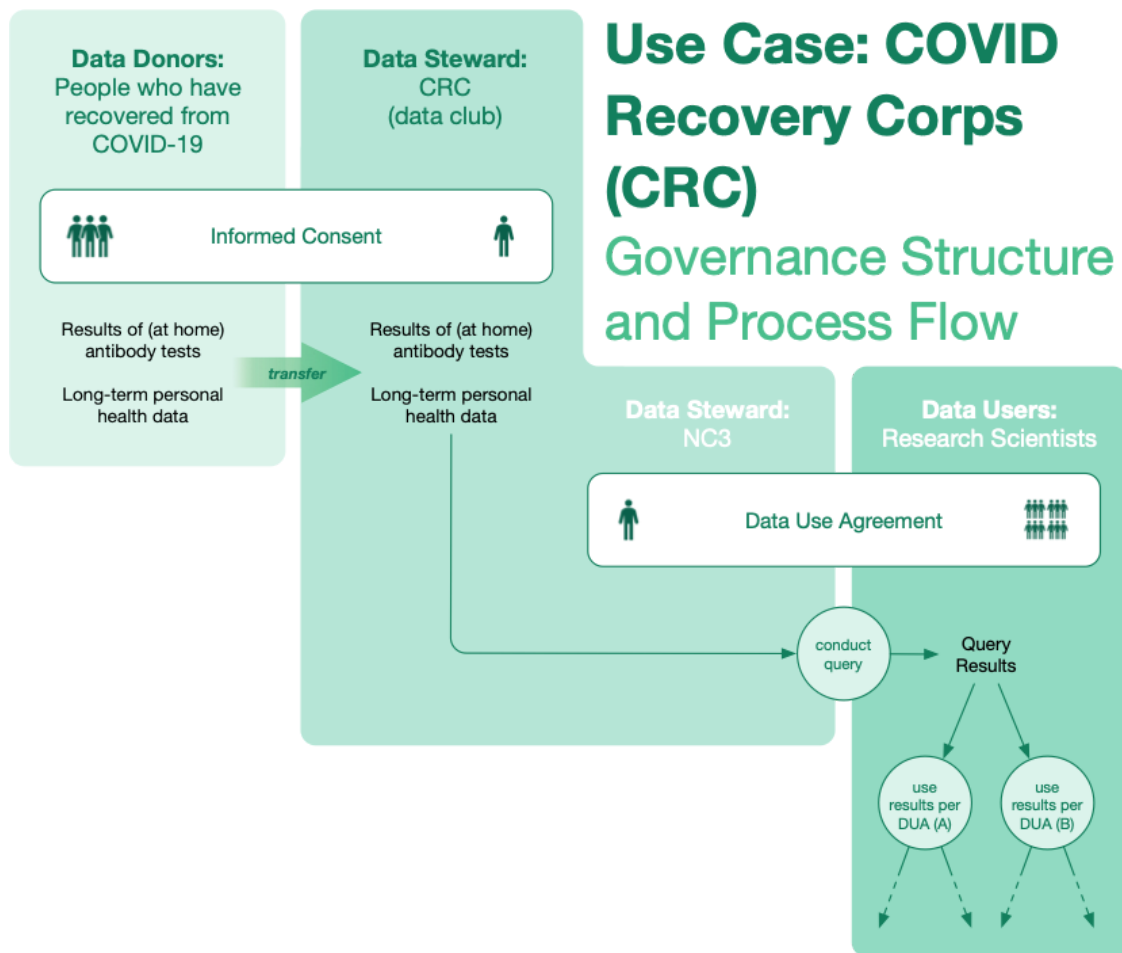 Data Donors:
People who have
recovered from
COVID-19
Data Steward:
CRC
(data club)
Use Case: COVID
Recovery Corps
(CRC)
Governance Structure
and Process Flow
Informed Consent
Results of (at home)
antibody tests
Long-term personal
health data
transfer
Results of (at home)
antibody tests
Long-term personal
health data
Data Steward:
NC3
Data Users:
Research Scientists
Data Use Agreement
conduct
query
Query
Results
use
results per
DUA (A)
use
results per
DUA (B)